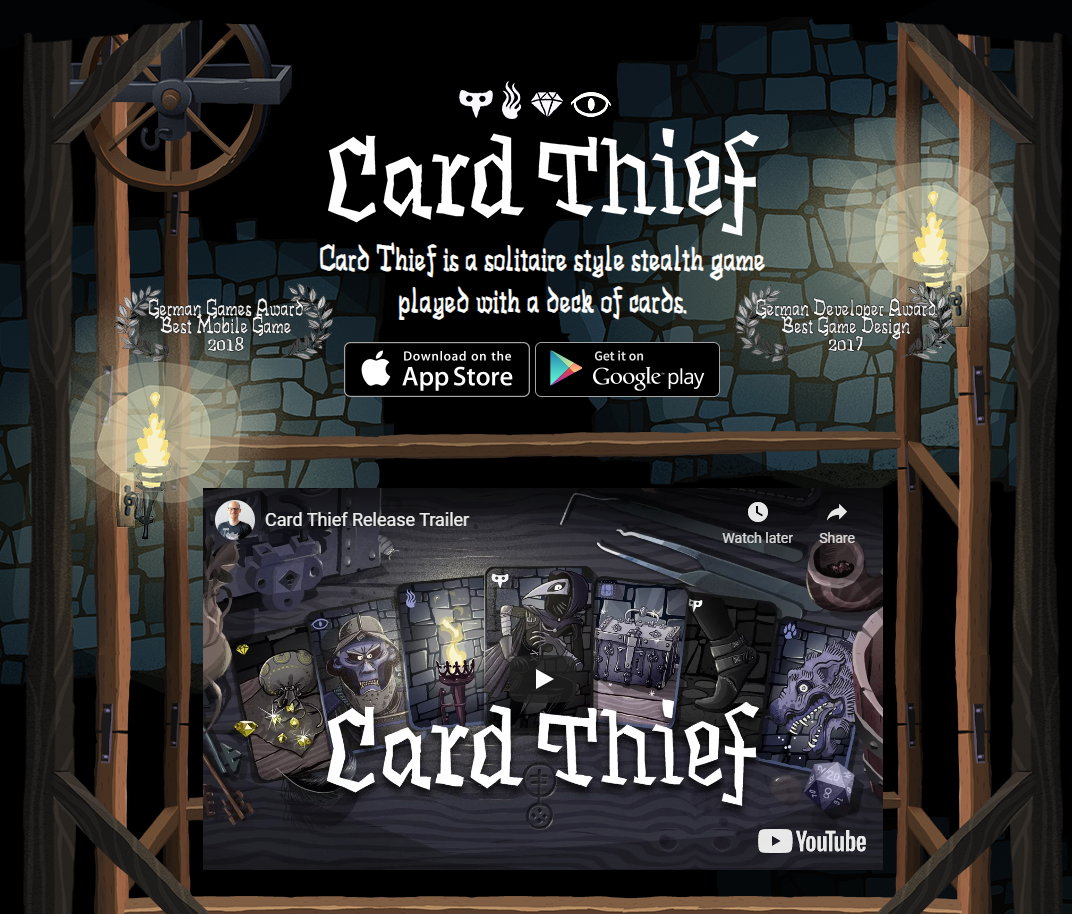 Card Thief
Card Thief is a solitaire style stealth game
played with a deck of cards.
German Games Award
Best Mobile Game
2018
German Developer Award
Best Game Design
2017
Download on the
App Store
Get it on
Google play
Card Thief Release Trailer
Watch later
Share
Card Thief
20
8
YouTube